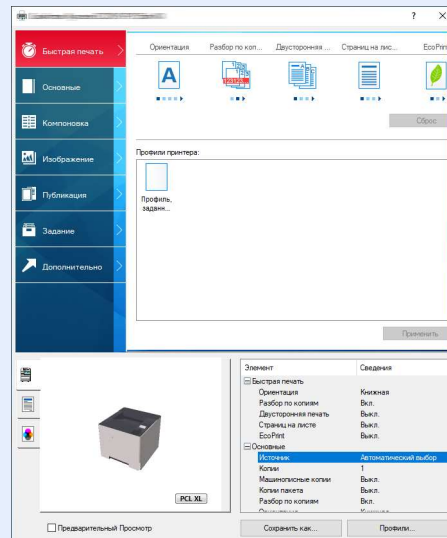 ? ×
Быстрая печать
Основные
Компоновка
Изображение
Публикация
Задание
Дополнительно
Ориентация Разбор по коп... Двусторонняя ... Страниц на лис... EcoPrin
A 123123
Сброс
Профили принтера:
Профиль,
заданн...
Применить
Элемент Сведения
Быстрая печать
Ориентация Книжная
Разбор по копиям Вкл.
Двусторонняя печать Выкл.
Страниц на листе Выкл.
EcoPrint Выкл.
Основные
Источник Автоматический выбор
Копии 1
Машинописные копии Выкл.
Копии пакета Выкл.
Разбор по копиям Вкл.
PCL XL
Предварительный Просмотр
Сохранить как... Профили...